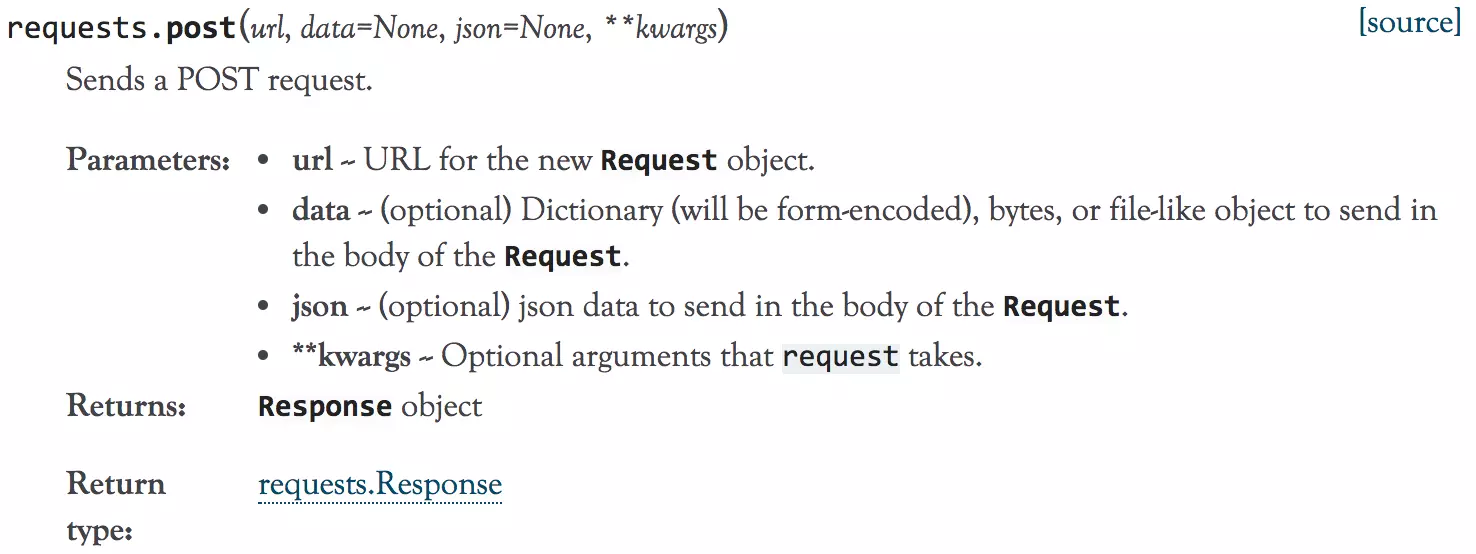 requests.post(url, data=None, json=None, **kwargs) [source]
Sends a POST request.
Parameters: • url ~ URL for the new Request object.
• data ~ (optional) Dictionary (will be form-encoded), bytes, or file-like object to send in
the body of the Request.
• json ~ (optional) json data to send in the body of the Request.
• **kwargs ~ Optional arguments that request takes.
Returns: Response object
Return requests.Response
type: